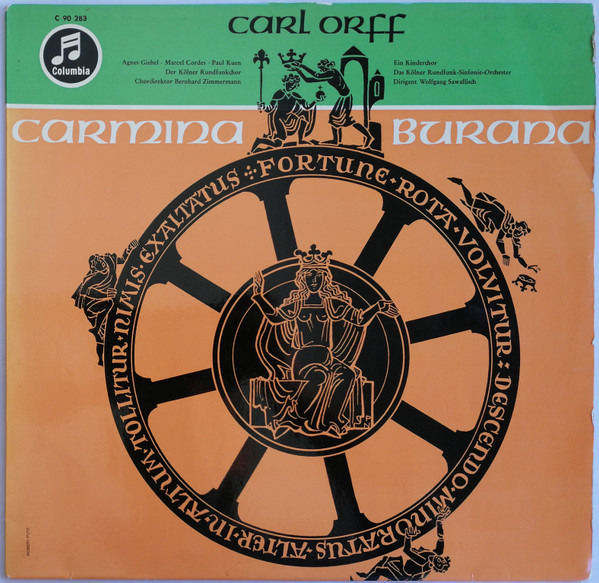 C 90 283
Columbia
CARL ORFF
Agnes Giebel - Marcel Cordes - Paul Kuen
Der Kölner Rundfunkchor
Chordirektor Bernhard Zimmermann
Ein Kinderchor
Das Kölner Rundfunk-Sinfonie-Orchester
Dirigent Wolfgang Sawallisch
CARMINA BURANA
FORTUNE · ROTA · VOLVITUR : DESCENDO · MINORATUS · ALTER · IN · ALTUM · TOLLITUR · NIMIS · EXALTATUS